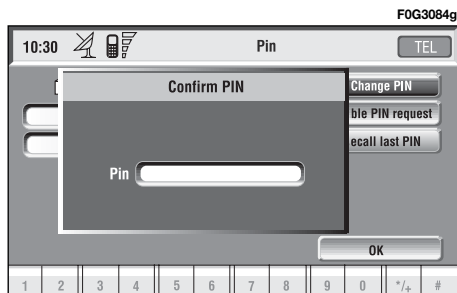 F0G3084g
10:30 Pin TEL
Confirm PIN
Change PIN
ble PIN request
ecall last PIN
Pin
OK
1 2 3 4 5 6 7 8 9 0 */+ #